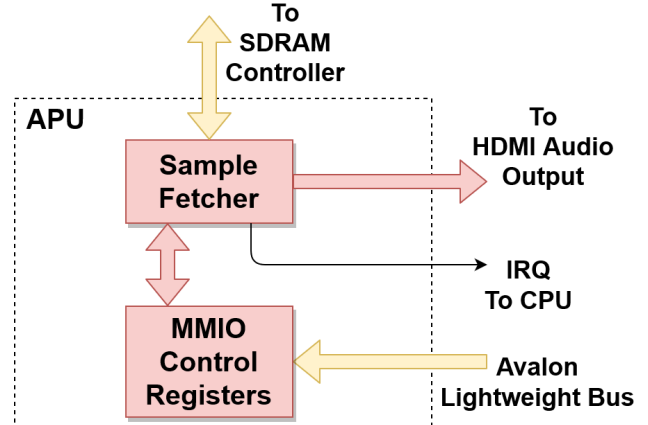 To
SDRAM
Controller
APU
Sample
Fetcher
To
HDMI Audio
Output
IRQ
To CPU
MMIO
Control
Registers
Avalon
Lightweight Bus